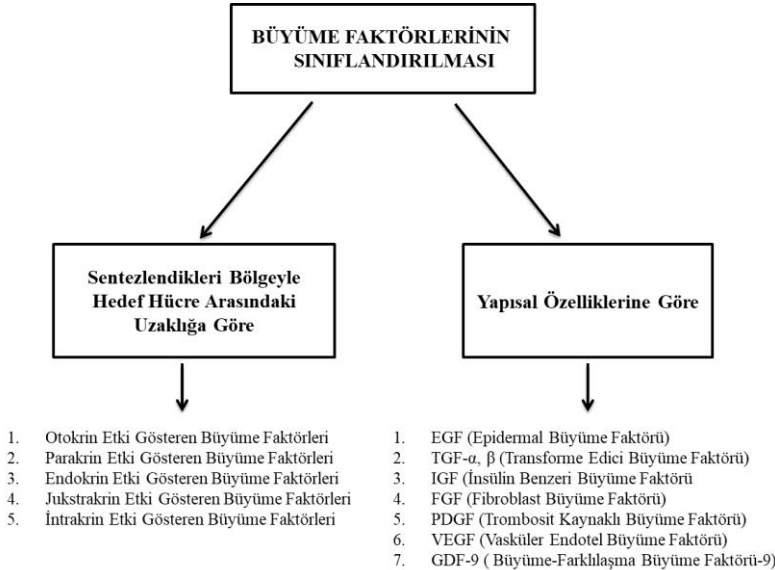 BÜYÜME FAKTÖRLERİNİN
SINIFLANDIRILMASI
Sentezlendikleri Bölgeyle
Hedef Hücre Arasındaki
Uzaklığa Göre
Yapısal Özelliklerine Göre
1. Otokrin Etki Gösteren Büyüme Faktörleri
2. Parakrin Etki Gösteren Büyüme Faktörleri
3. Endokrin Etki Gösteren Büyüme Faktörleri
4. Jukstrakrin Etki Gösteren Büyüme Faktörleri
5. İntrakrin Etki Gösteren Büyüme Faktörleri
1. EGF (Epidermal Büyüme Faktörü)
2. TGF-α, β (Transforme Edici Büyüme Faktörü)
3. IGF (İnsülin Benzeri Büyüme Faktörü
4. FGF (Fibroblast Büyüme Faktörü)
5. PDGF (Trombosit Kaynaklı Büyüme Faktörü)
6. VEGF (Vasküler Endotel Büyüme Faktörü)
7. GDF-9 ( Büyüme-Farklılaşma Büyüme Faktörü-9)